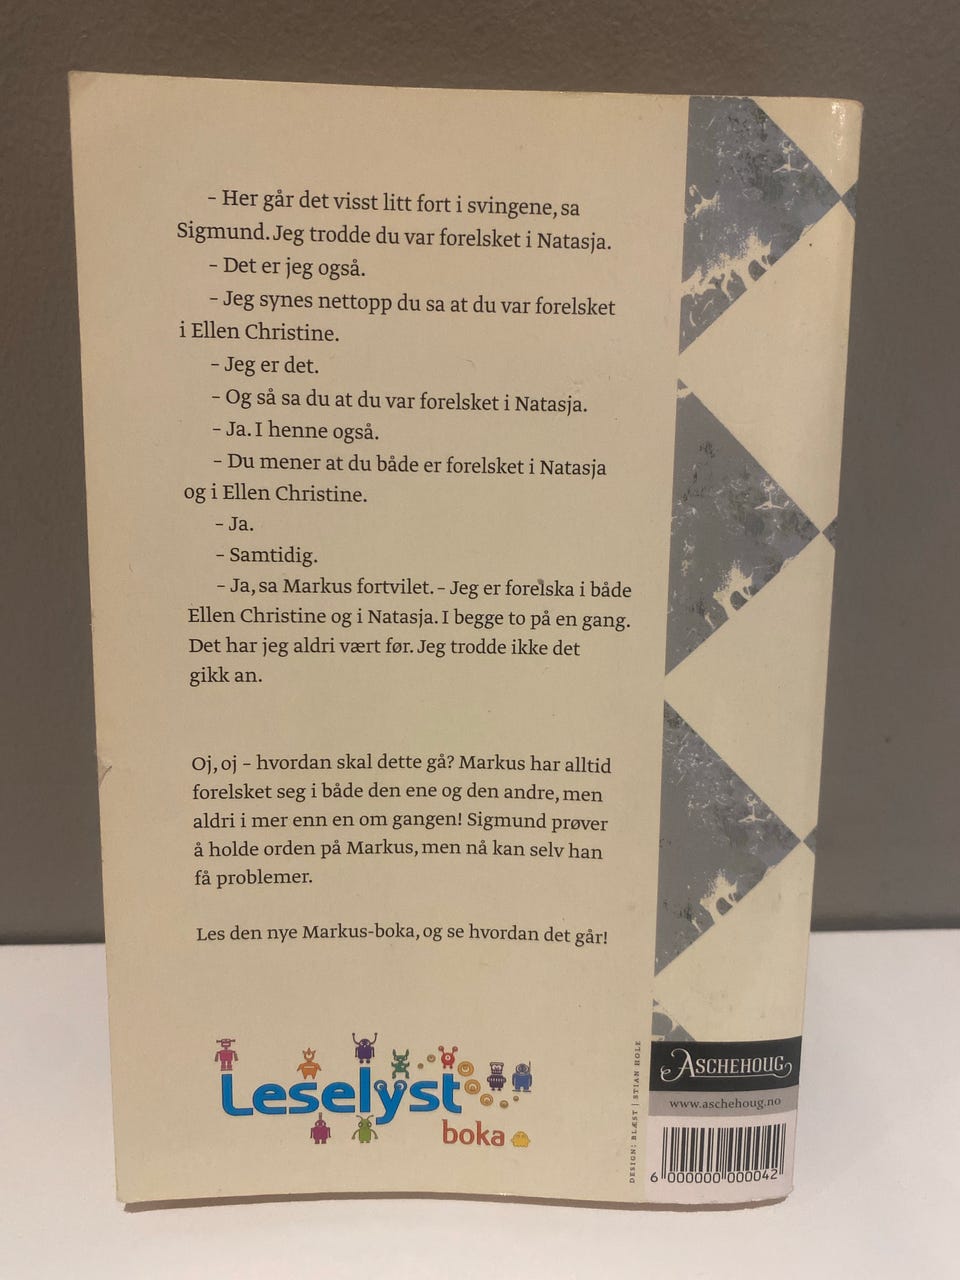 – Her går det visst litt fort i svingene, sa
Sigmund. Jeg trodde du var forelsket i Natasja.
– Det er jeg også.
– Jeg synes nettopp du sa at du var forelsket
i Ellen Christine.
– Jeg er det.
– Og så sa du at du var forelsket i Natasja.
– Ja. I henne også.
– Du mener at du både er forelsket i Natasja
og i Ellen Christine.
– Ja.
– Samtidig.
– Ja, sa Markus fortvilet. – Jeg er forelska i både
Ellen Christine og i Natasja. I begge to på en gang.
Det har jeg aldri vært før. Jeg trodde ikke det
gikk an.
Oj, oj – hvordan skal dette gå? Markus har alltid
forelsket seg i både den ene og den andre, men
aldri i mer enn en om gangen! Sigmund prøver
å holde orden på Markus, men nå kan selv han
få problemer.
Les den nye Markus-boka, og se hvordan det går!
Leselyst
boka
DESIGN: BLÆST | STIAN HOLE
ASCHEHOUG
www.aschehoug.no
6 000000 000042